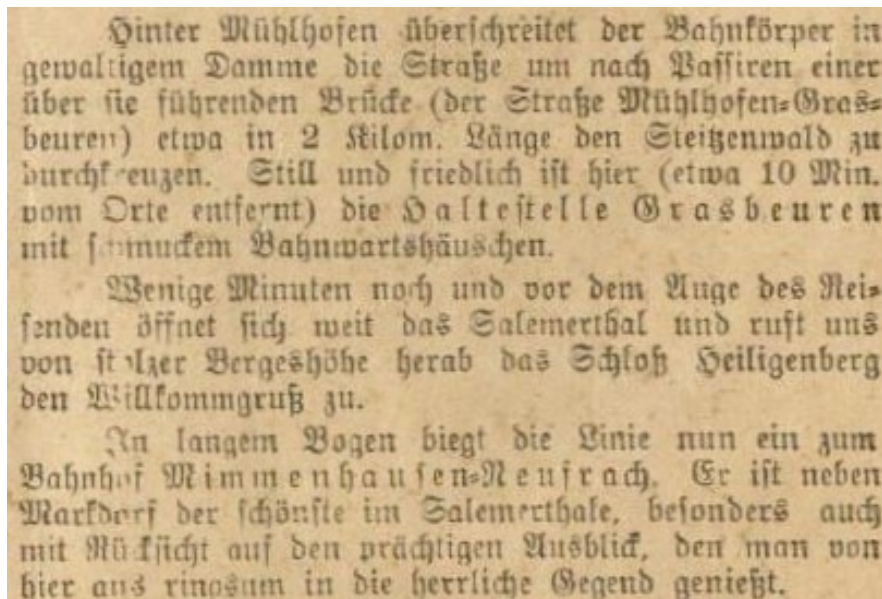 Hinter Mühlhofen überschreitet der Bahnkörper in
gewaltigem Damme die Straße um nach Passiren einer
über sie führenden Brücke (der Straße Mühlhofen-Gras-
beuren) etwa in 2 Kilom. Länge den Steitzenwald zu
durchkreuzen. Still und friedlich ist hier (etwa 10 Min.
vom Orte entfernt) die Haltestelle Grasbeuren
mit schmuckem Bahnwartshäuschen.
Wenige Minuten noch und vor dem Auge des Rei-
senden öffnet sich weit das Salemerthal und ruft uns
von stolzer Bergeshöhe herab das Schloß Heiligenberg
den Willkommgruß zu.
In langem Bogen biegt die Linie nun ein zum
Bahnhof Mimmenhausen-Neufrach. Er ist neben
Markdorf der schönste im Salemerthale, besonders auch
mit Rücksicht auf den prächtigen Ausblick, den man von
hier aus ringsum in die herrliche Gegend genießt.